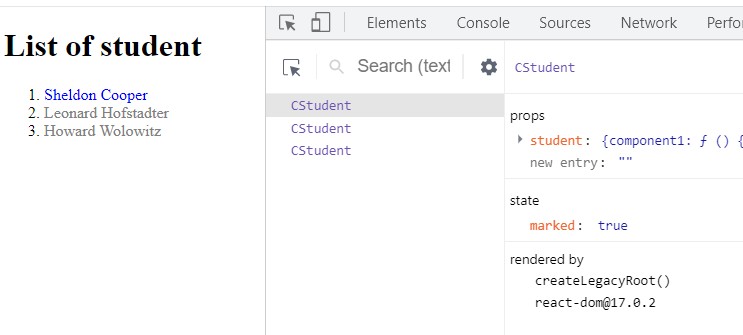 List of student
1. Sheldon Cooper
2. Leonard Hofstadter
3. Howard Wolowitz
Elements Console Sources Network Perfo
Search (text
CStudent
CStudent
CStudent
CStudent
props
student: {component1: ƒ () {
new entry: ""
state
marked: true
rendered by
createLegacyRoot()
react-dom@17.0.2